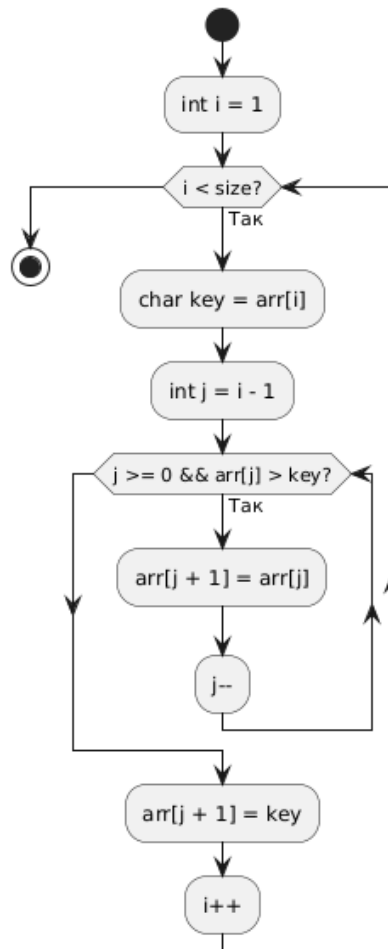 int i = 1
i < size?
Так
char key = arr[i]
int j = i - 1
j >= 0 && arr[j] > key?
Так
arr[j + 1] = arr[j]
j--
arr[j + 1] = key
i++